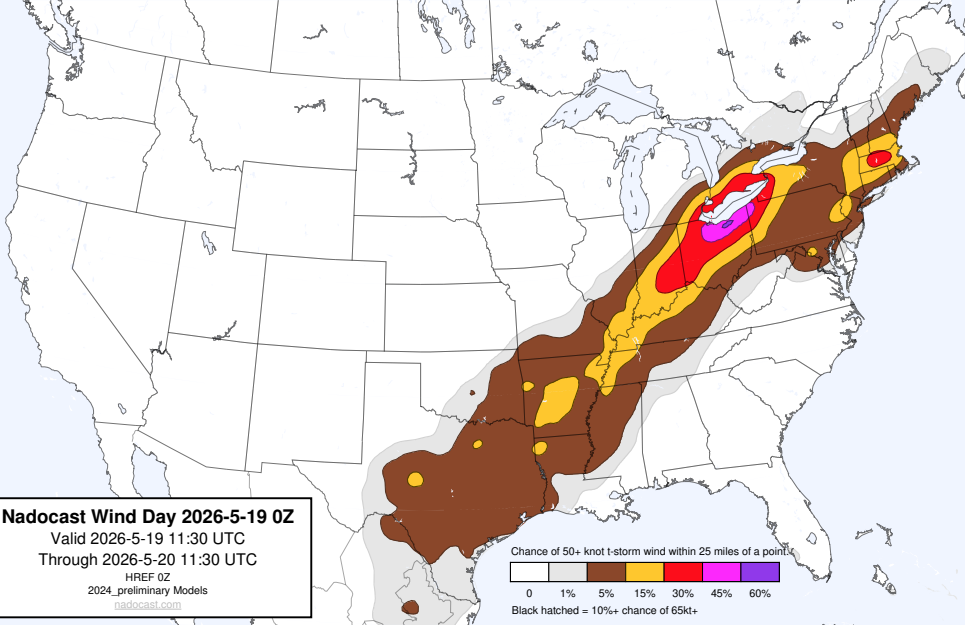 Nadocast Wind Day 2026-5-19 0Z
Valid 2026-5-19 11:30 UTC
Through 2026-5-20 11:30 UTC
HREF 0Z
2024_preliminary Models
nadocast.com
Chance of 50+ knot t-storm wind within 25 miles of a point.
0 1% 5% 15% 30% 45% 60%
Black hatched = 10%+ chance of 65kt+